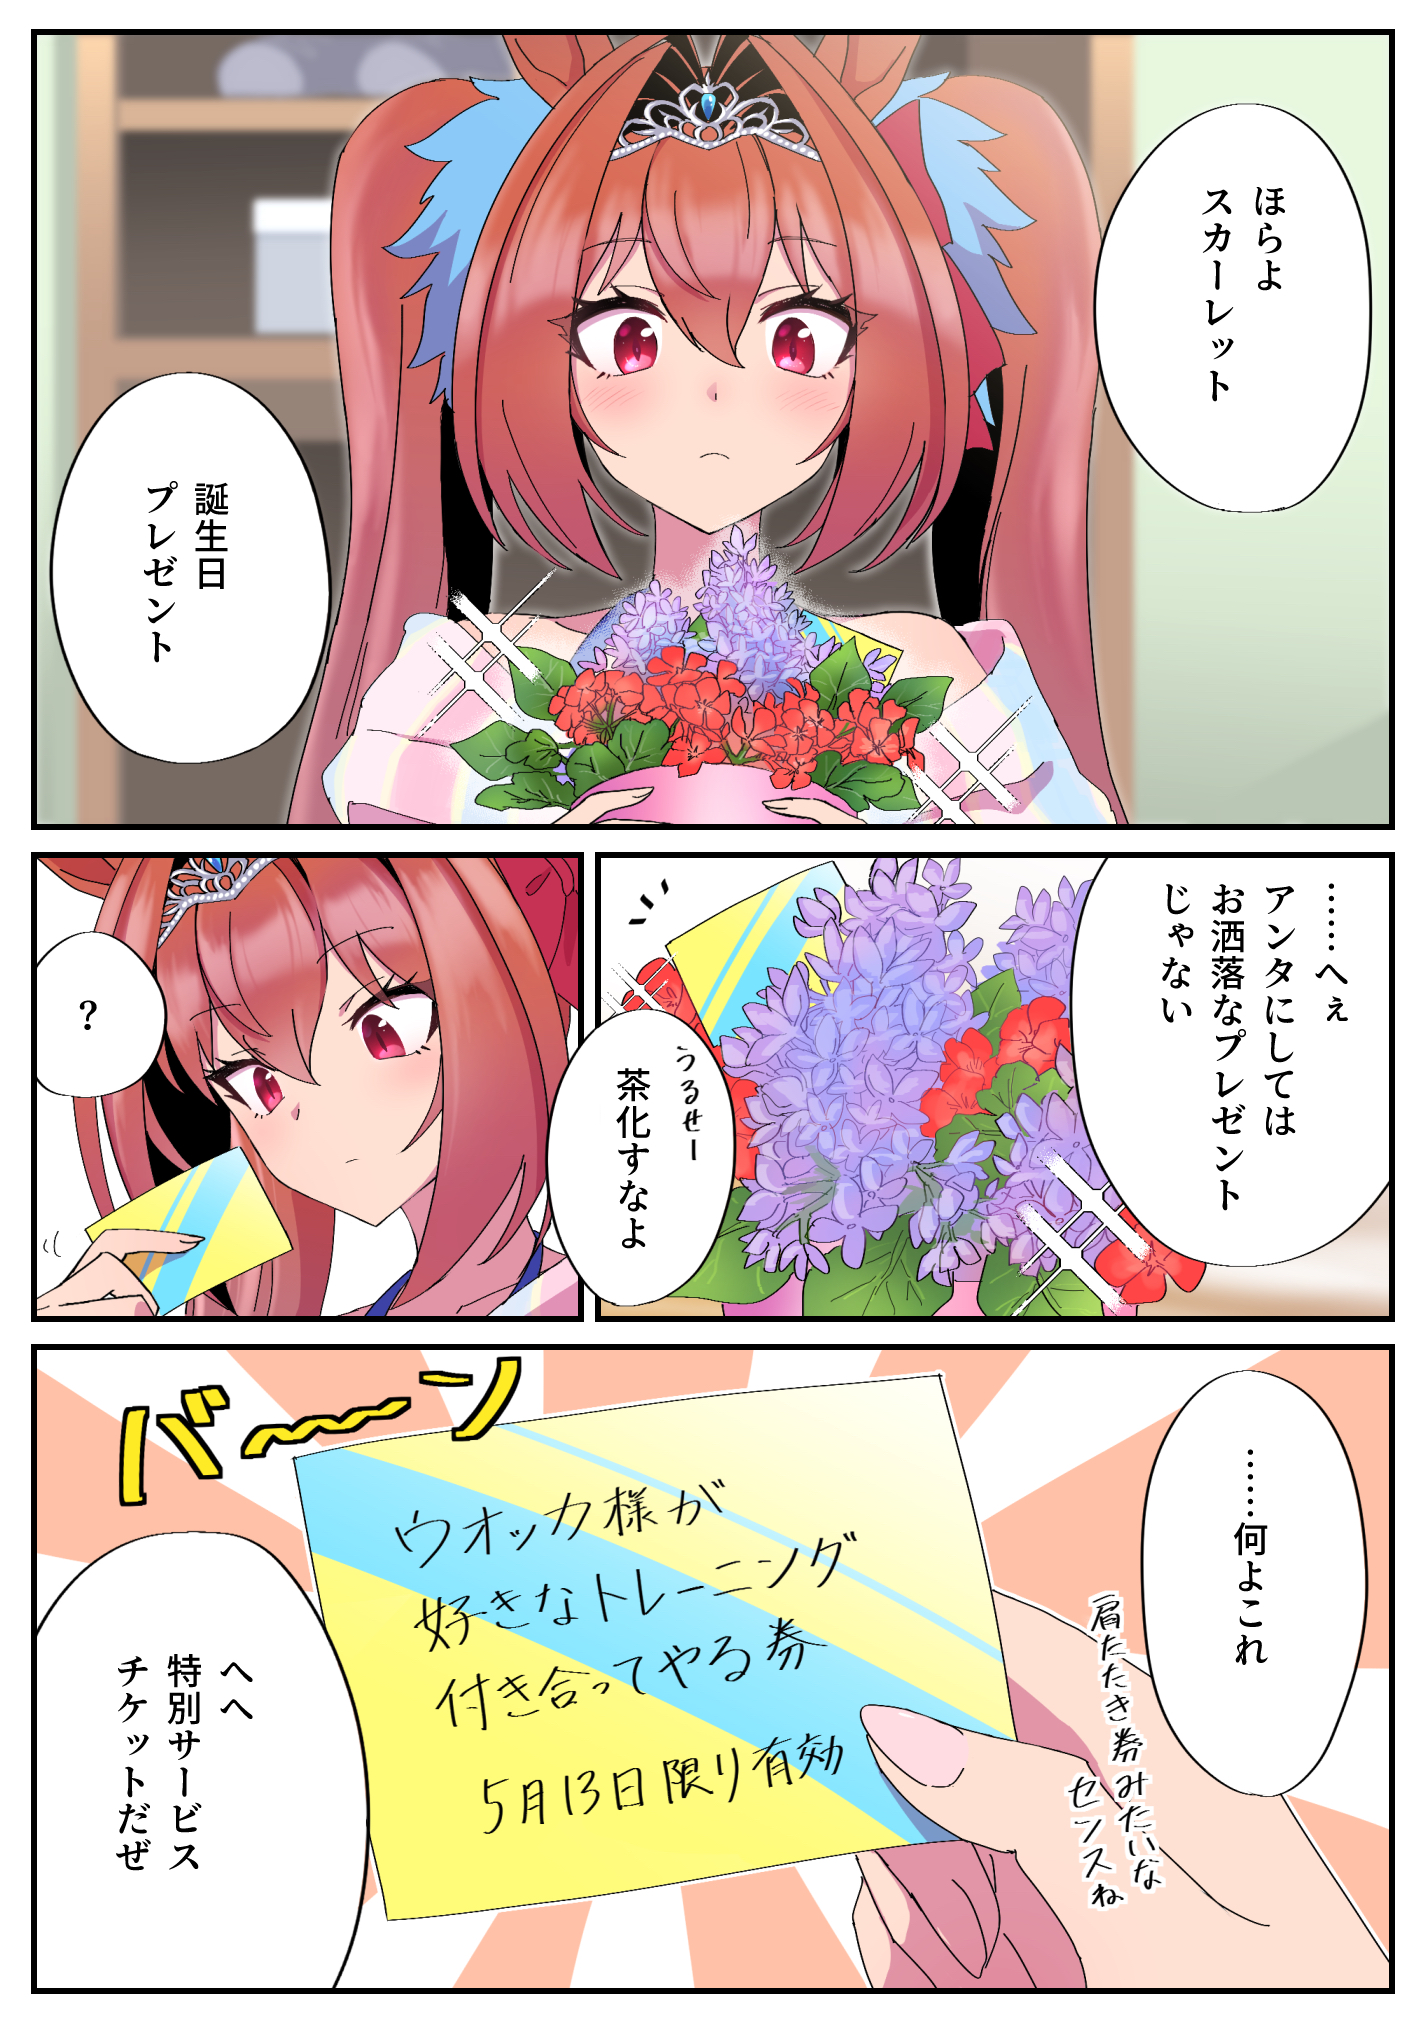 ほらよ
スカーレット
誕生日
プレゼント
……へぇ
アンタにしては
お洒落なプレゼント
じゃない
うるせー
茶化すなよ
?
……何よこれ
肩たたき券みたいな
センスね
バーン
ウオッカ様が
好きなトレーニング
付き合ってやる券
5月13日限り有効
へへ
特別サービス
チケットだぜ